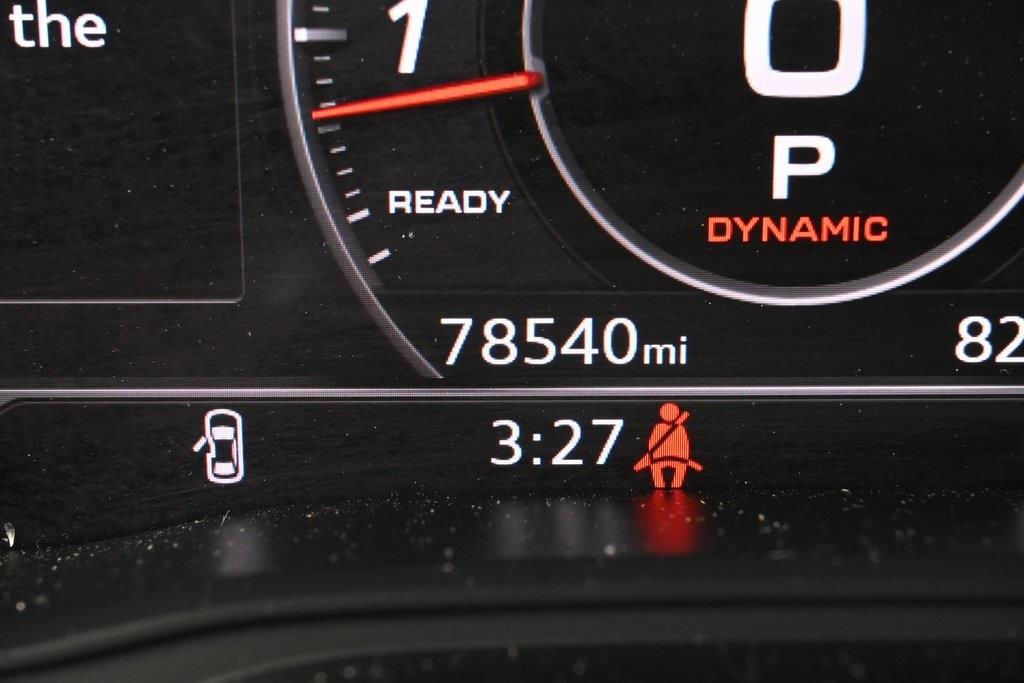 the
1
0
P
READY
DYNAMIC
78540mi
82
3:27